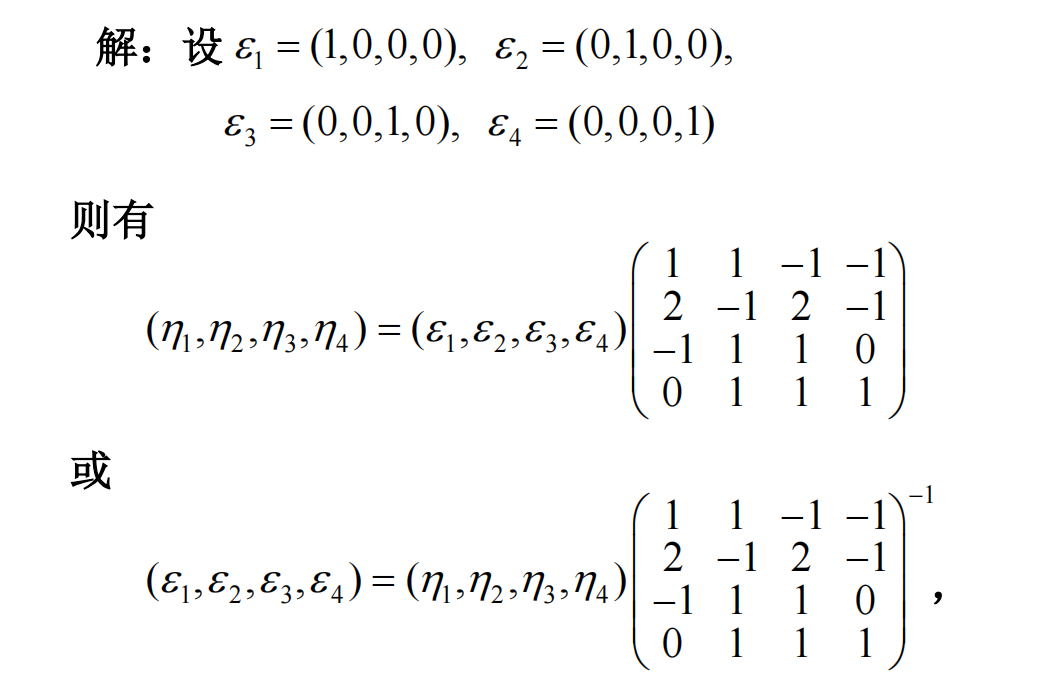 解：设 ε₁ = (1,0,0,0), ε₂ = (0,1,0,0),
ε₃ = (0,0,1,0), ε₄ = (0,0,0,1)
则有
(η₁,η₂,η₃,η₄) = (ε₁,ε₂,ε₃,ε₄)
1 1 −1 −1
2 −1 2 −1
−1 1 1 0
0 1 1 1
或
(ε₁,ε₂,ε₃,ε₄) = (η₁,η₂,η₃,η₄)
1 1 −1 −1
2 −1 2 −1
−1 1 1 0
0 1 1 1
−1 ，